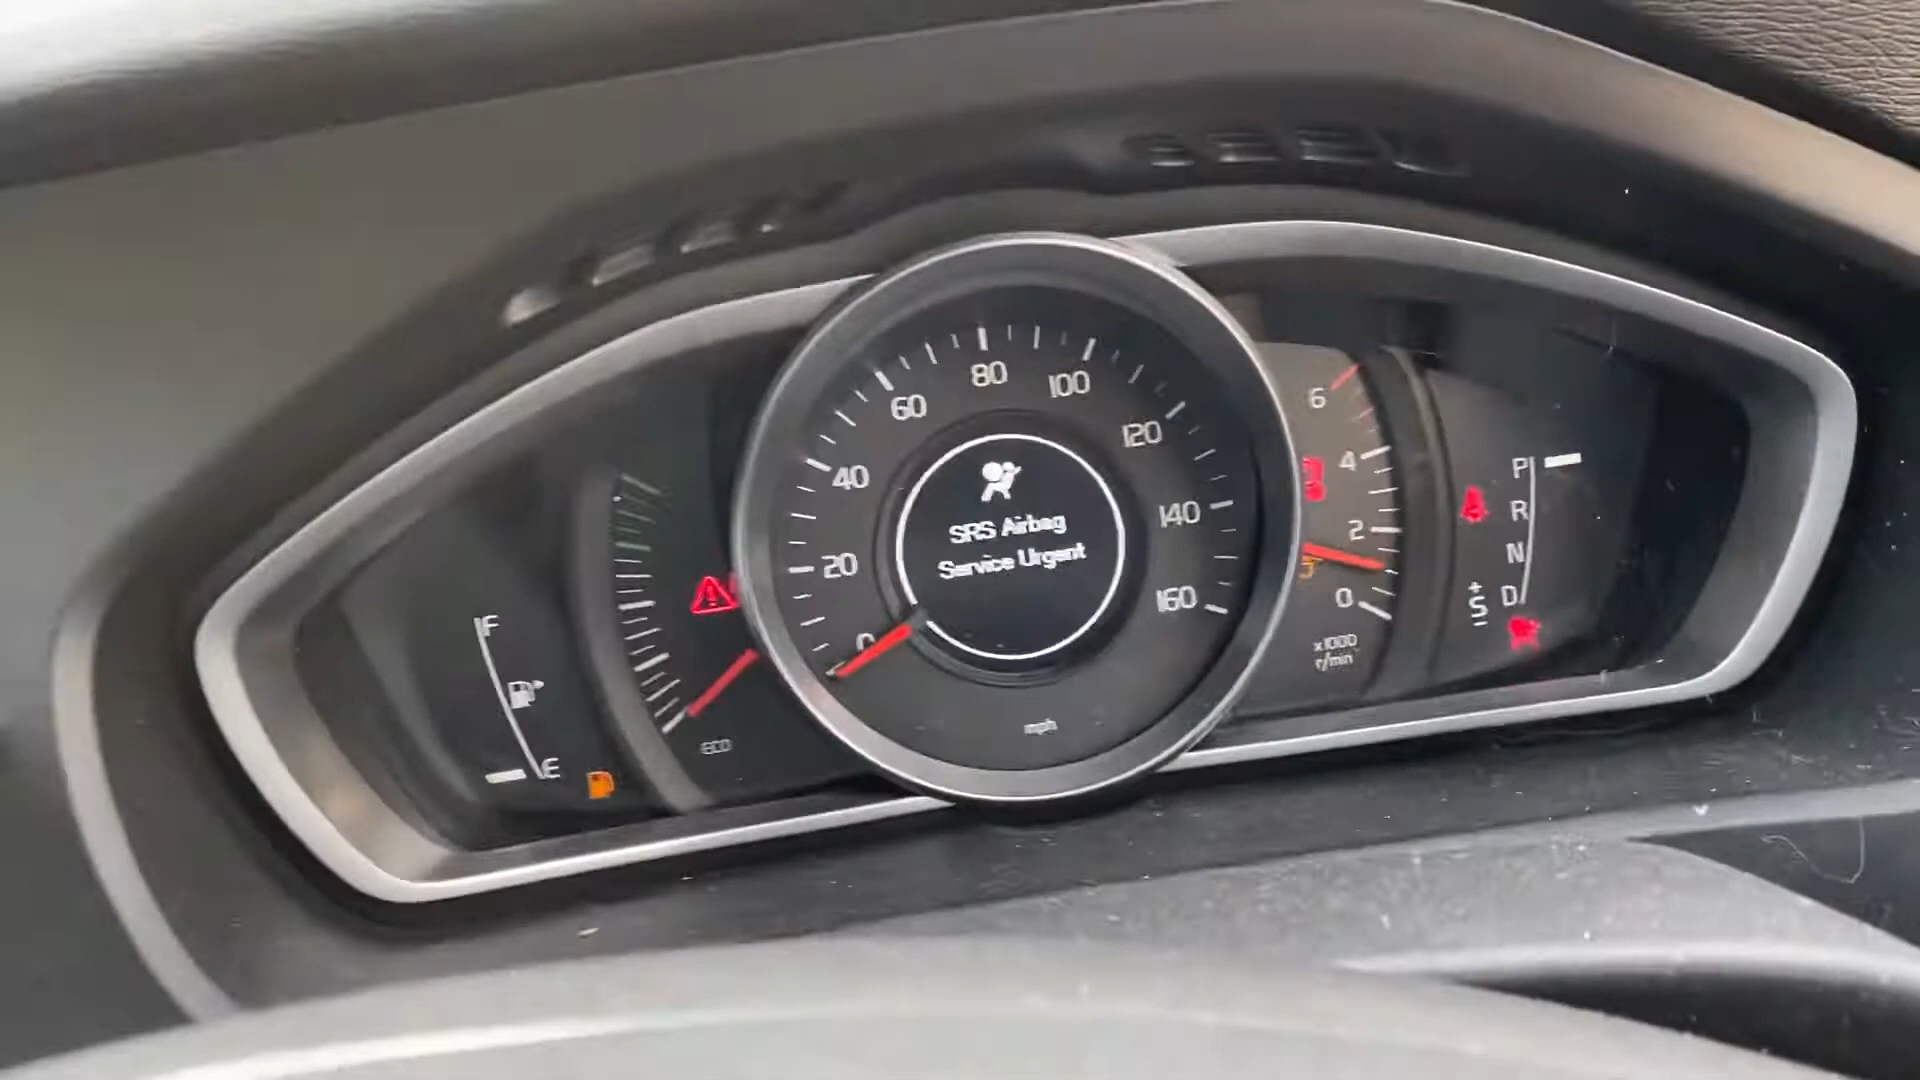 SRS Airbag
Service Urgent
0
20
40
60
80
100
120
140
160
mph
F
E
eco
6
4
2
0
x1000
r/min
P
R
N
D
+
S
-